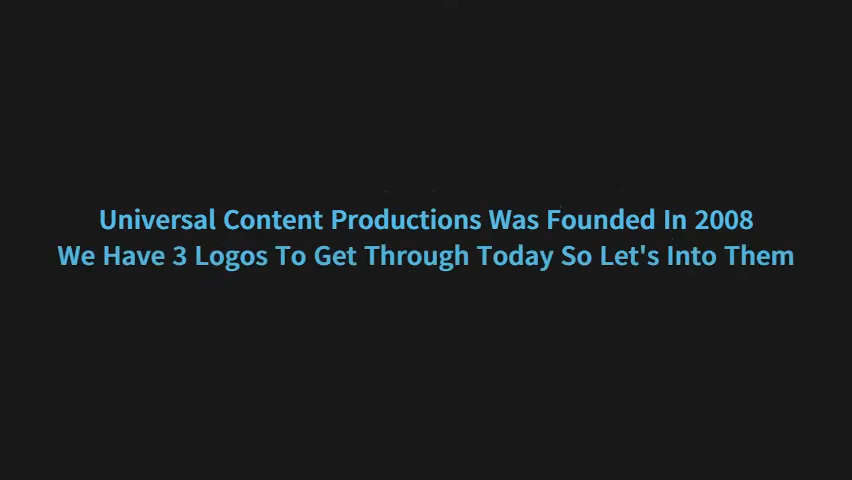 Universal Content Productions Was Founded In 2008
We Have 3 Logos To Get Through Today So Let's Into Them